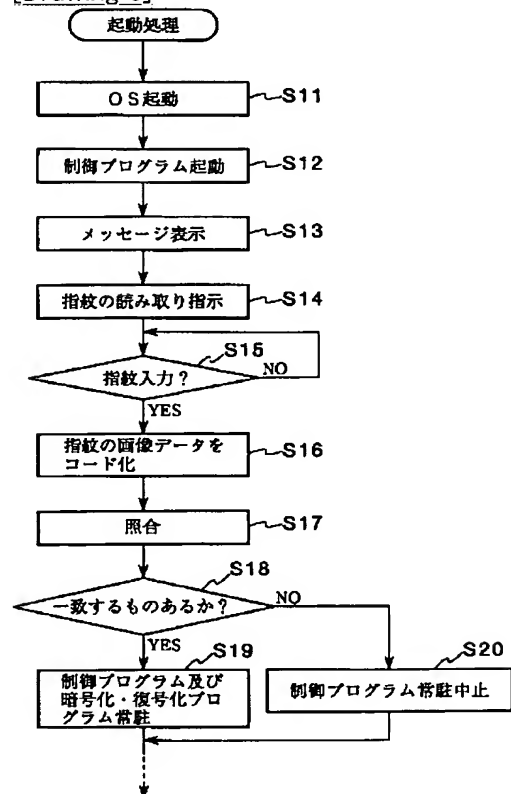 起動処理
OS起動
S11
制御プログラム起動
S12
メッセージ表示
S13
指紋の読み取り指示
S14
S15
指紋入力？
NO
YES
指紋の画像データを
コード化
S16
照合
S17
S18
一致するものあるか？
NO
YES
S19
制御プログラム及び
暗号化・復号化プロ
グラム常駐
S20
制御プログラム常駐中止